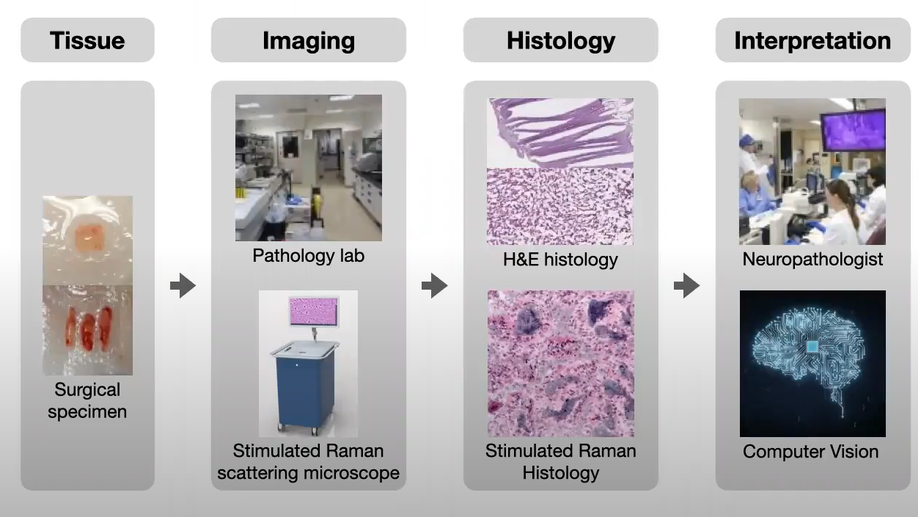 Tissue
Imaging
Histology
Interpretation
Surgical
specimen
Pathology lab
Stimulated Raman
scattering microscope
H&E histology
Stimulated Raman
Histology
Neuropathologist
Computer Vision